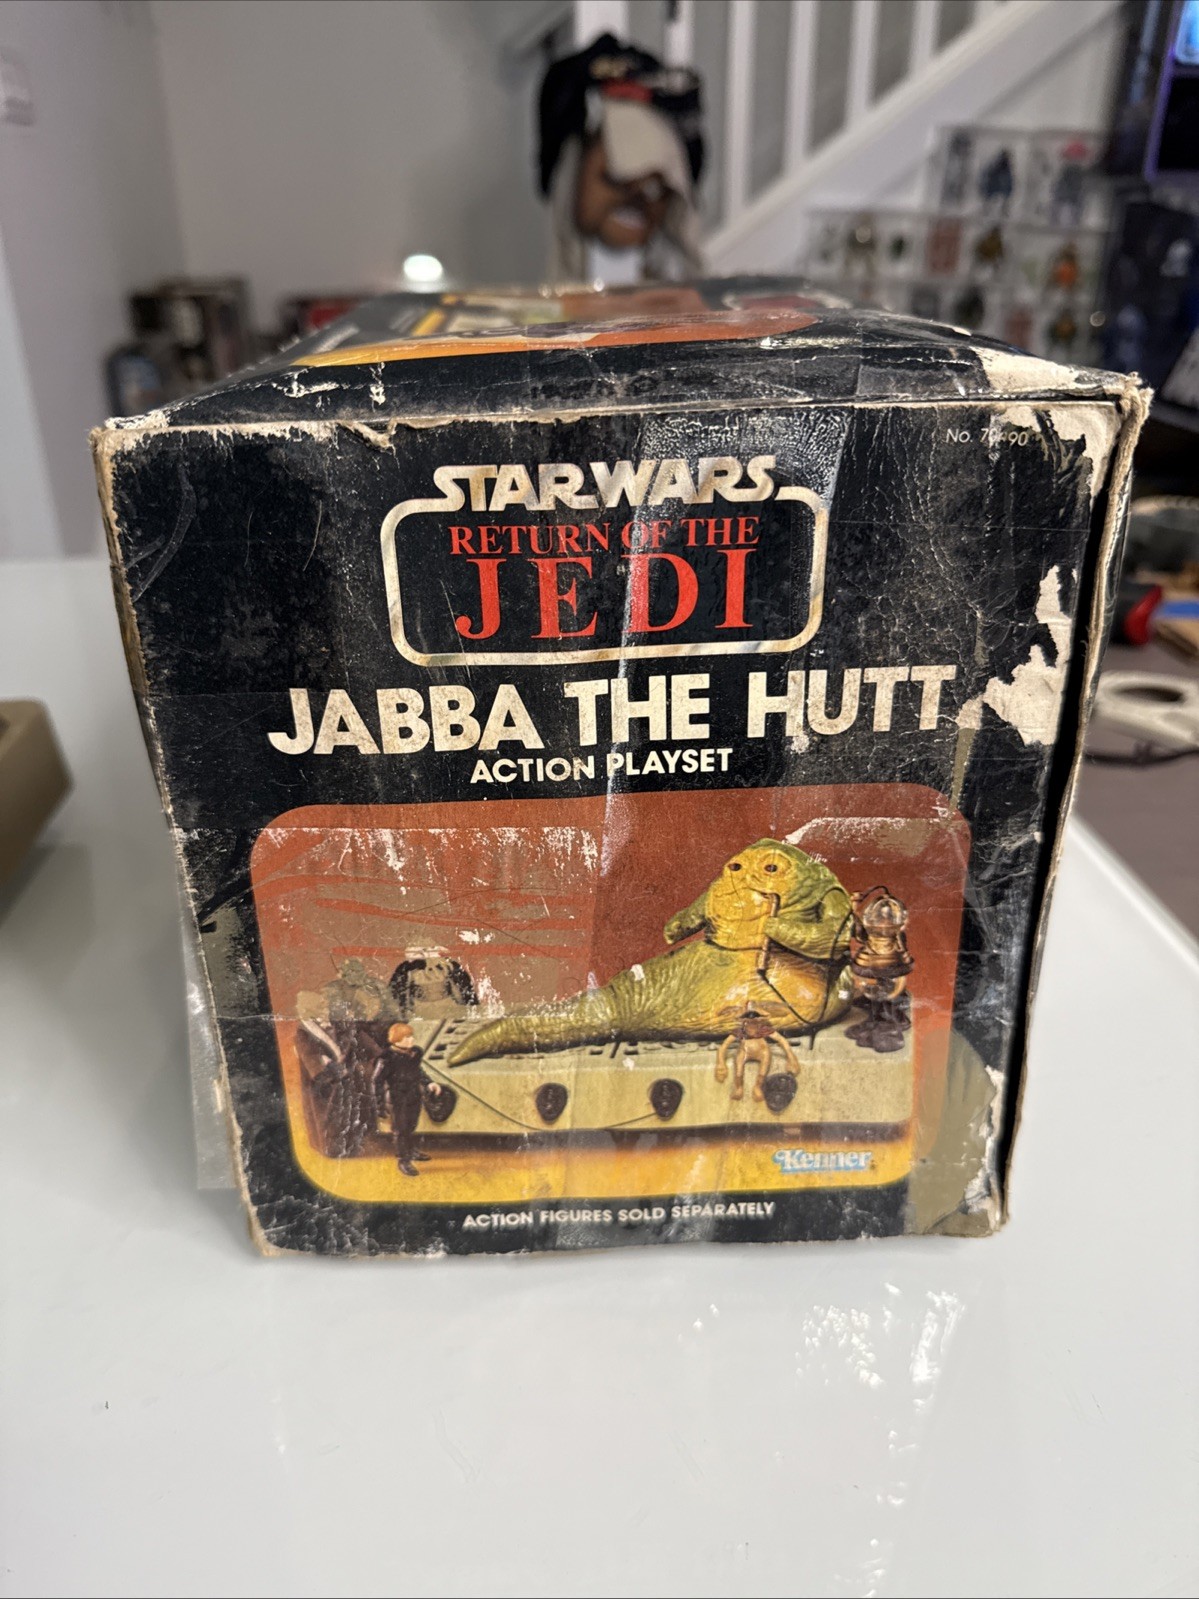 No. 70490
STAR WARS
RETURN OF THE
JEDI
JABBA THE HUTT
ACTION PLAYSET
Kenner
ACTION FIGURES SOLD SEPARATELY